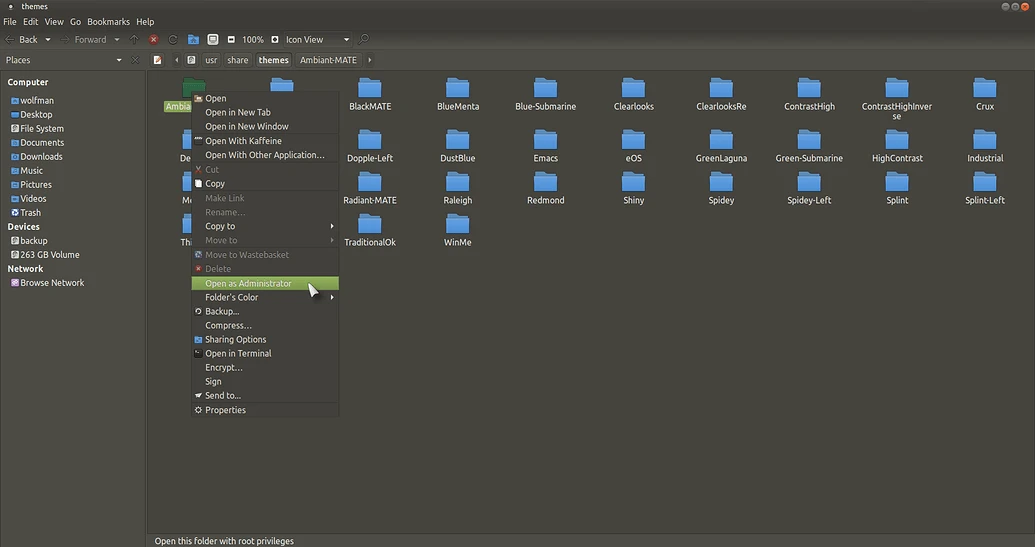 themes
File Edit View Go Bookmarks Help
Back Forward 100% Icon View
Places usr share themes Ambiant-MATE
Computer
wolfman
Desktop
File System
Documents
Downloads
Music
Pictures
Videos
Trash
Devices
backup
263 GB Volume
Network
Browse Network
BlackMATE BlueMenta Blue-Submarine Clearlooks ClearlooksRe ContrastHigh ContrastHighInver
se Crux
Dopple-Left DustBlue Emacs eOS GreenLaguna Green-Submarine HighContrast Industrial
Radiant-MATE Raleigh Redmond Shiny Spidey Spidey-Left Splint Splint-Left
TraditionalOk WinMe
Open
Open in New Tab
Open in New Window
Open With Kaffeine
Open With Other Application...
Cut
Copy
Make Link
Rename...
Copy to
Move to
Move to Wastebasket
Delete
Open as Administrator
Folder's Color
Backup...
Compress...
Sharing Options
Open in Terminal
Encrypt...
Sign
Send to...
Properties
Open this folder with root privileges